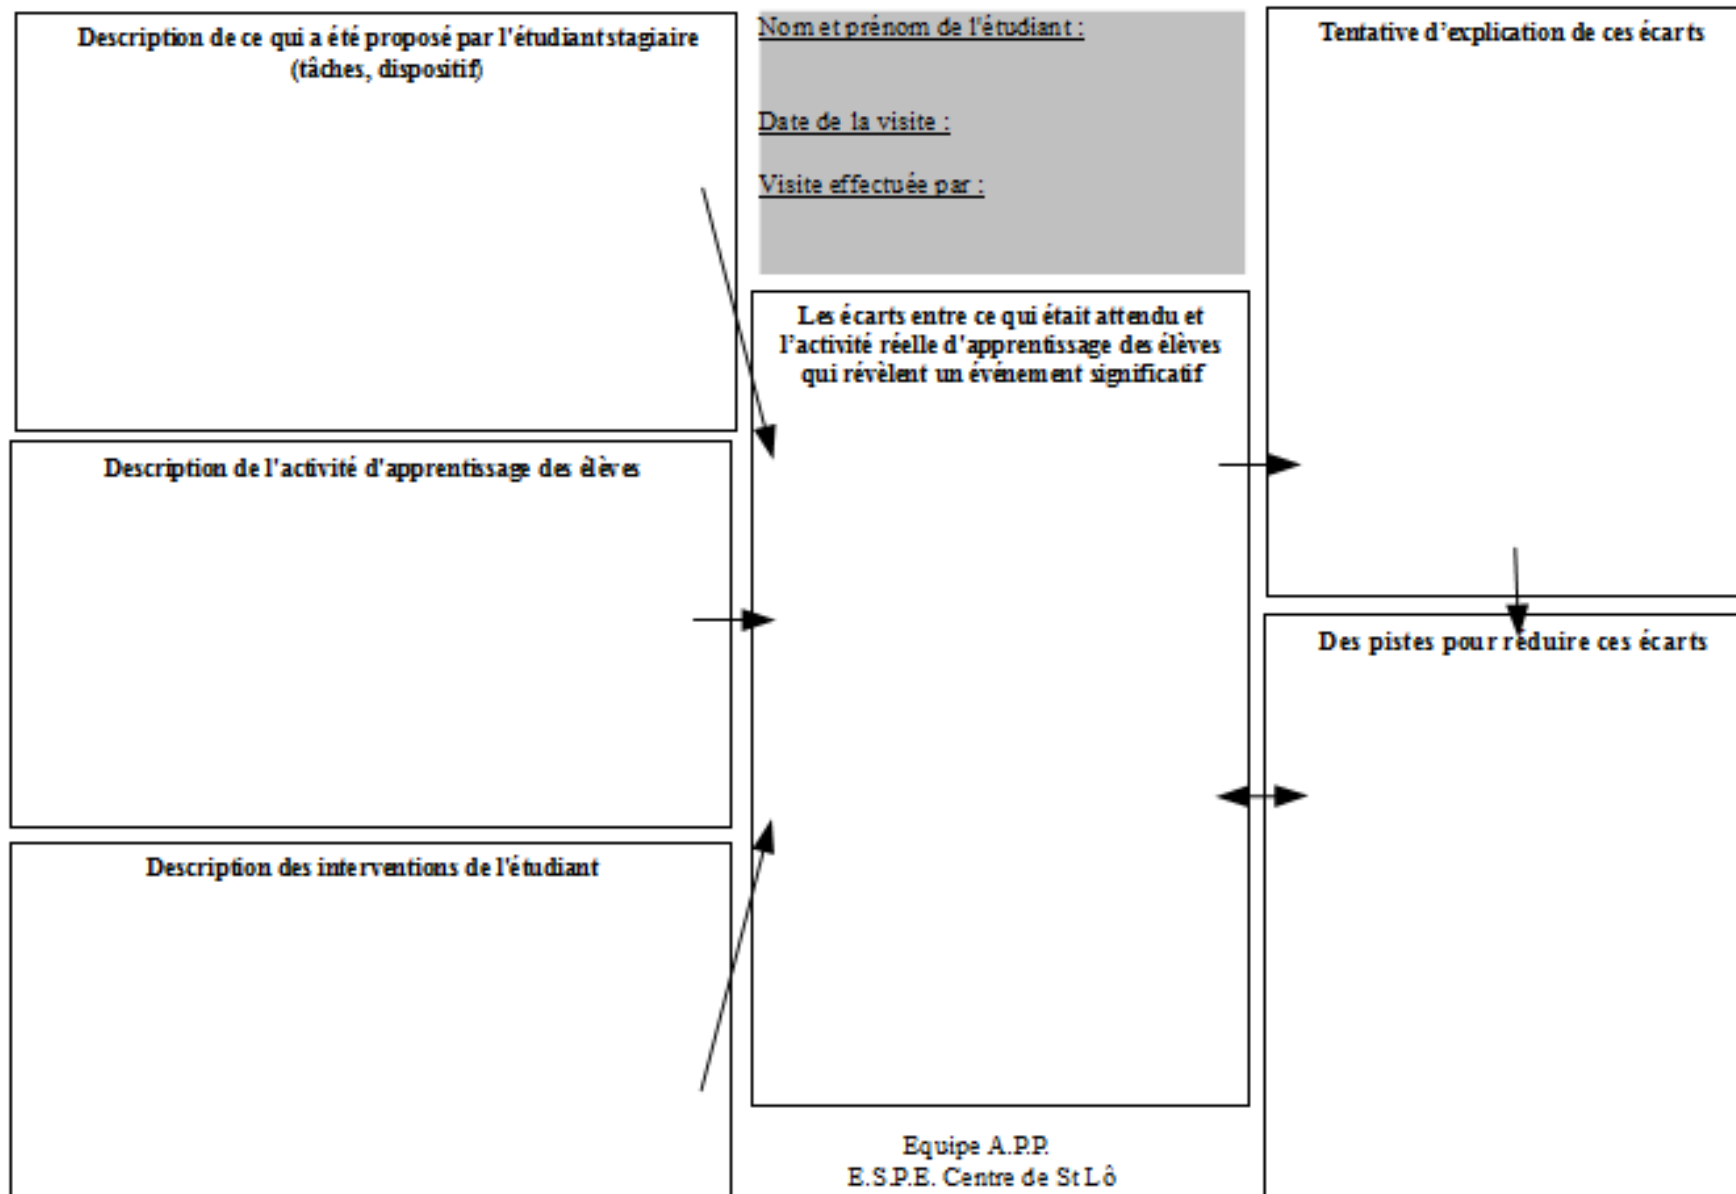 Description de ce qui a été proposé par l'étudiant stagiaire
(tâches, dispositif)
Description de l'activité d'apprentissage des élèves
Description des interventions de l'étudiant
Nom et prénom de l'étudiant :
Date de la visite :
Visite effectuée par :
Les écarts entre ce qui était attendu et
l’activité réelle d'apprentissage des élèves
qui révèlent un événement significatif
Equipe A.P.P.
E.S.P.E. Centre de St Lô
Tentative d’explication de ces écarts
Des pistes pour réduire ces écarts